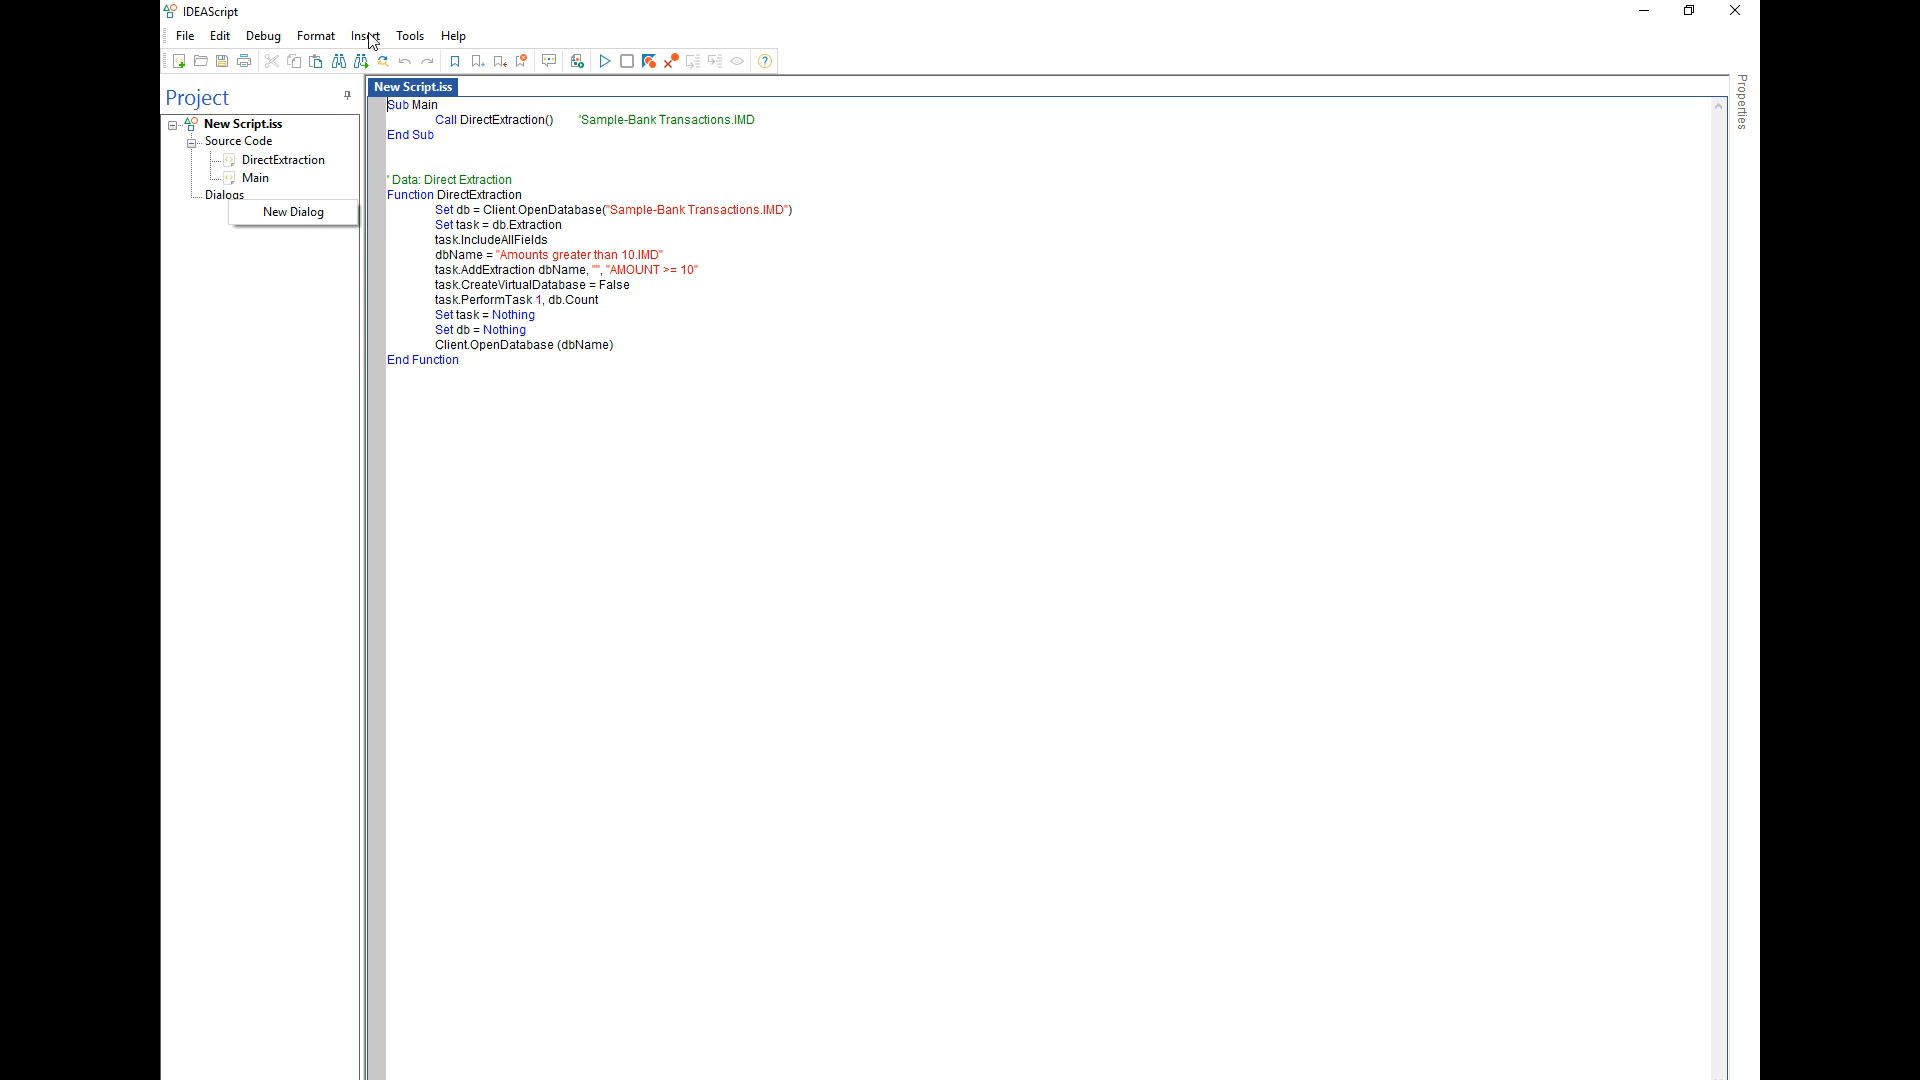 IDEAScript
File Edit Debug Format Insert Tools Help
Project
New Script.iss
Source Code
DirectExtraction
Main
Dialogs
New Dialog
New Script.iss
Sub Main
Call DirectExtraction() 'Sample-Bank Transactions.IMD
End Sub
' Data: Direct Extraction
Function DirectExtraction
Set db = Client.OpenDatabase("Sample-Bank Transactions.IMD")
Set task = db.Extraction
task.IncludeAllFields
dbName = "Amounts greater than 10.IMD"
task.AddExtraction dbName, "", "AMOUNT >= 10"
task.CreateVirtualDatabase = False
task.PerformTask 1, db.Count
Set task = Nothing
Set db = Nothing
Client.OpenDatabase (dbName)
End Function
Properties